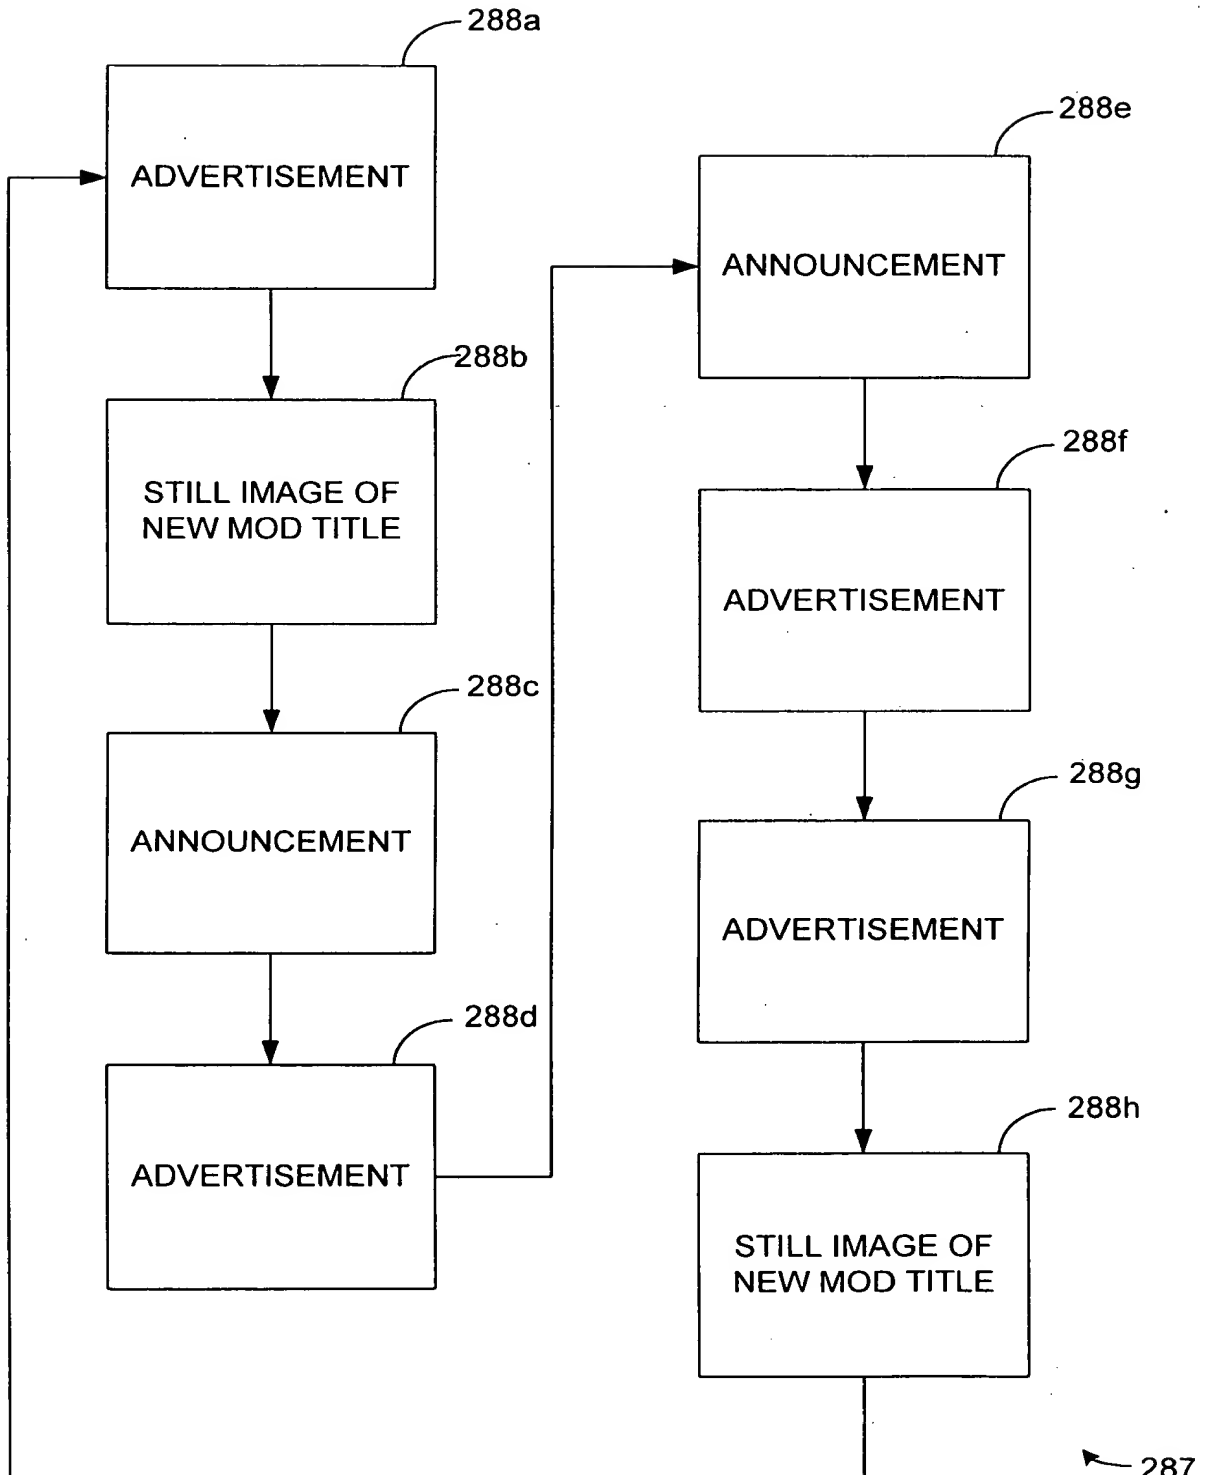 288a
ADVERTISEMENT
288b
STILL IMAGE OF
NEW MOD TITLE
288c
ANNOUNCEMENT
288d
ADVERTISEMENT
288e
ANNOUNCEMENT
288f
ADVERTISEMENT
288g
ADVERTISEMENT
288h
STILL IMAGE OF
NEW MOD TITLE
287